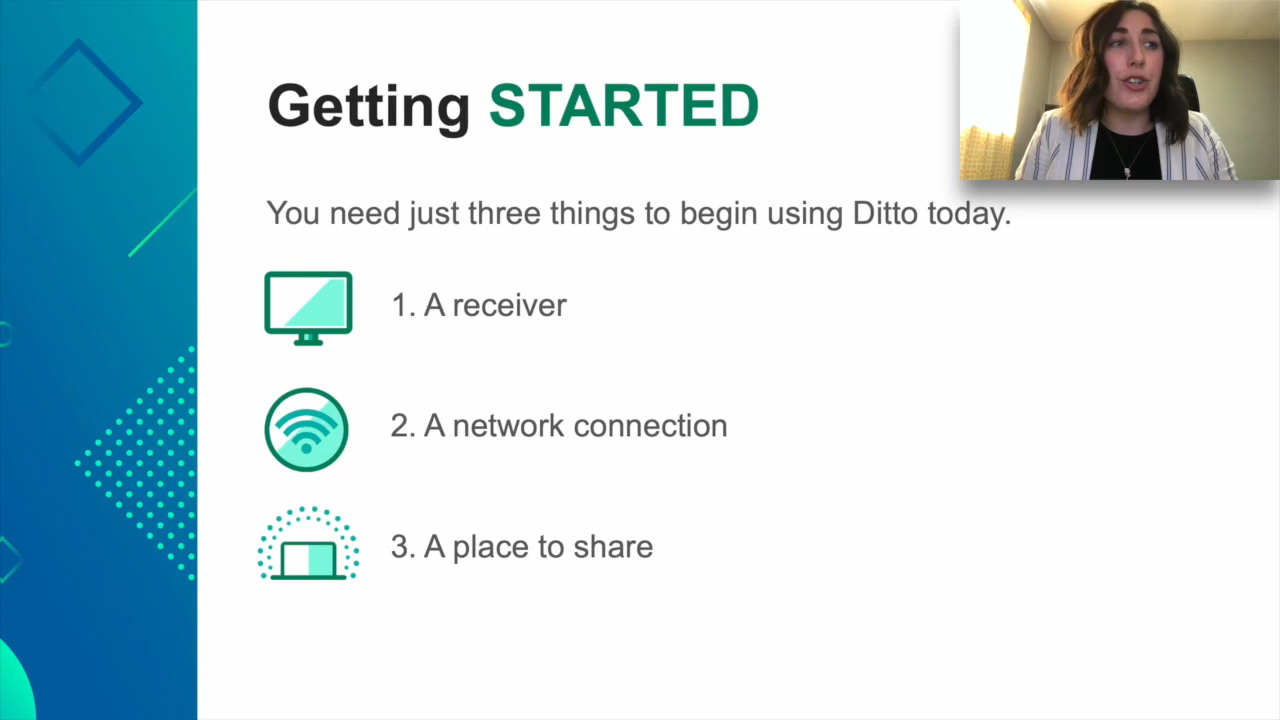 Getting STARTED
You need just three things to begin using Ditto today.
1. A receiver
2. A network connection
3. A place to share